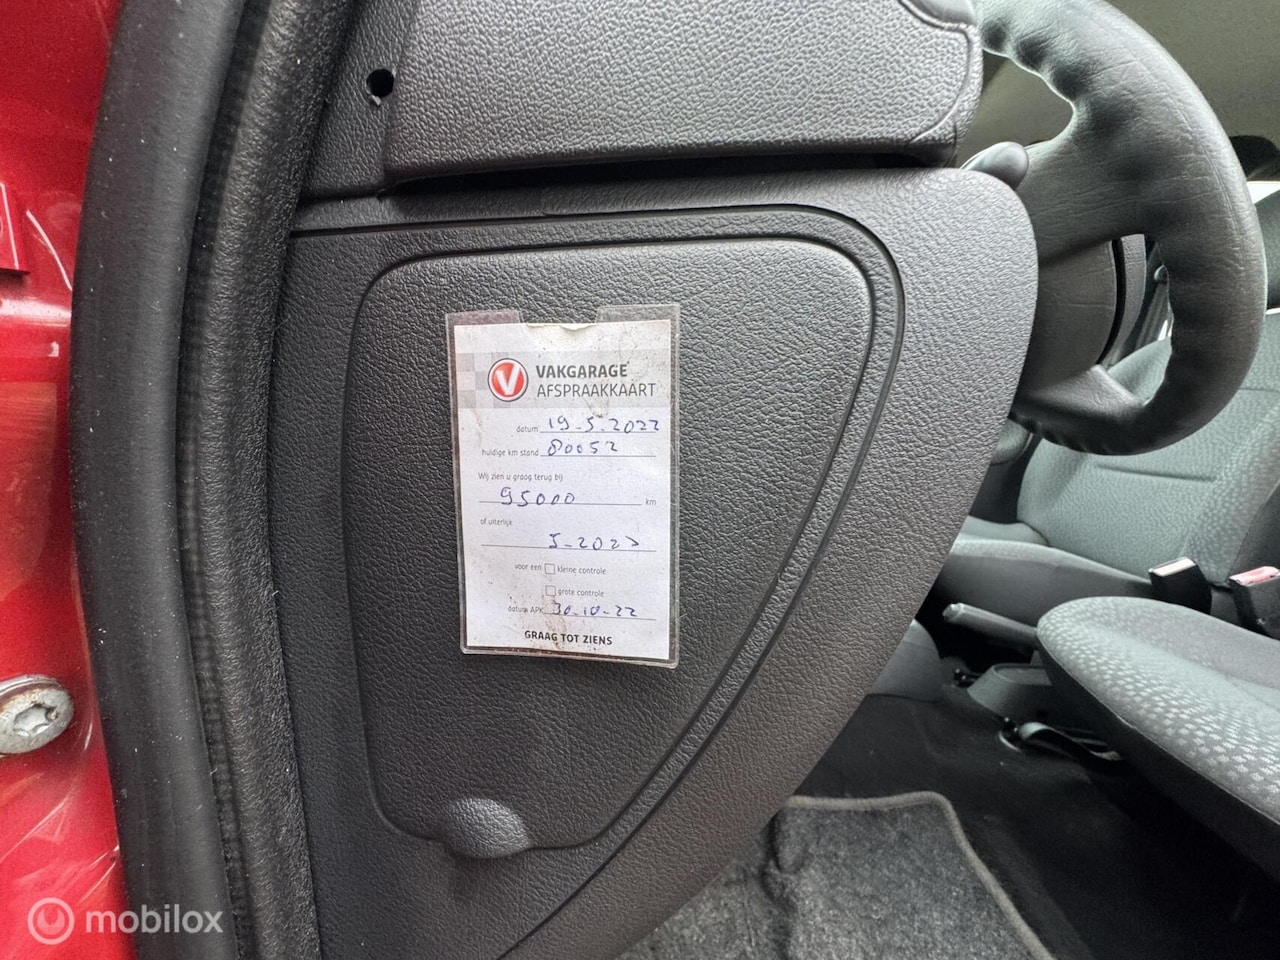 V VAKGARAGE
AFSPRAAKKAART
datum 19-5-2022
huidige km stand 80052
Wij zien u graag terug bij
95000 km
of uiterlijk
5-2023
voor een kleine controle
grote controle
datum APK 30-10-22
GRAAG TOT ZIENS
mobilox